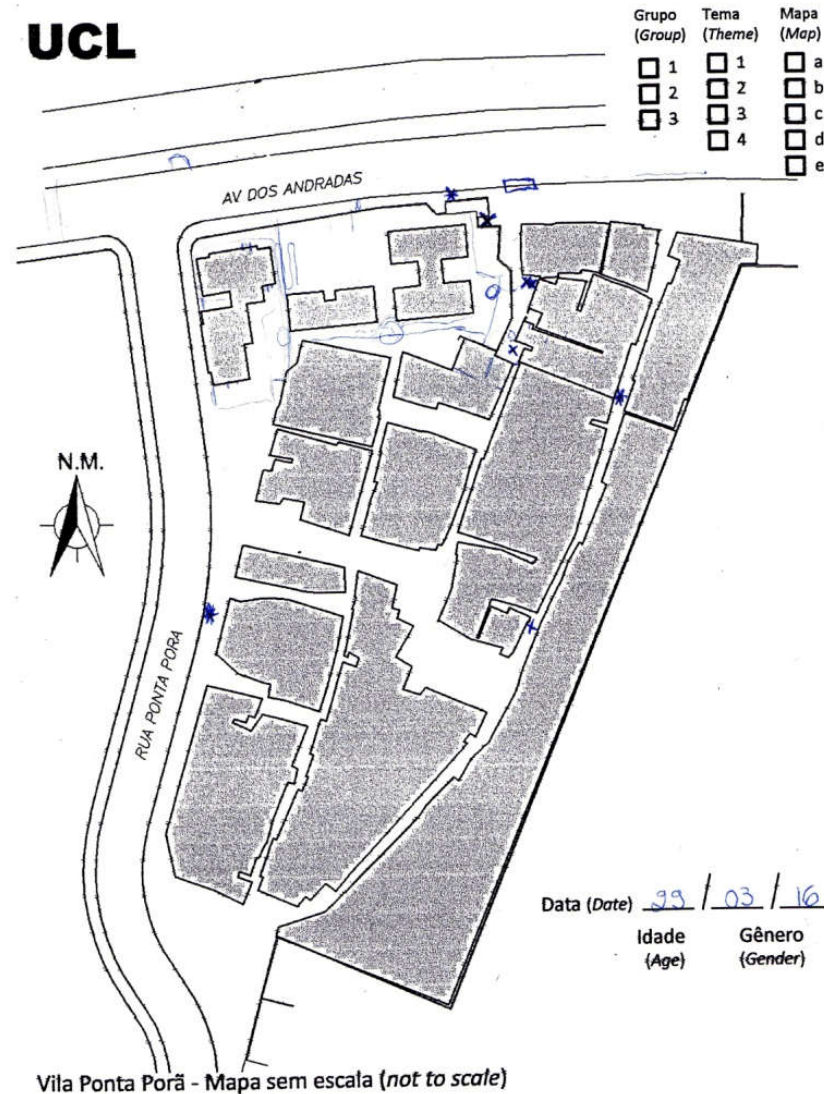 UCL
Grupo (Group)
1
2
3
Tema (Theme)
1
2
3
4
Mapa (Map)
a
b
c
d
e
AV DOS ANDRADAS
N.M.
RUA PONTA PORA
Data (Date) / 03 / 16
Idade (Age)
Gênero (Gender)
Vila Ponta Porã - Mapa sem escala (not to scale)